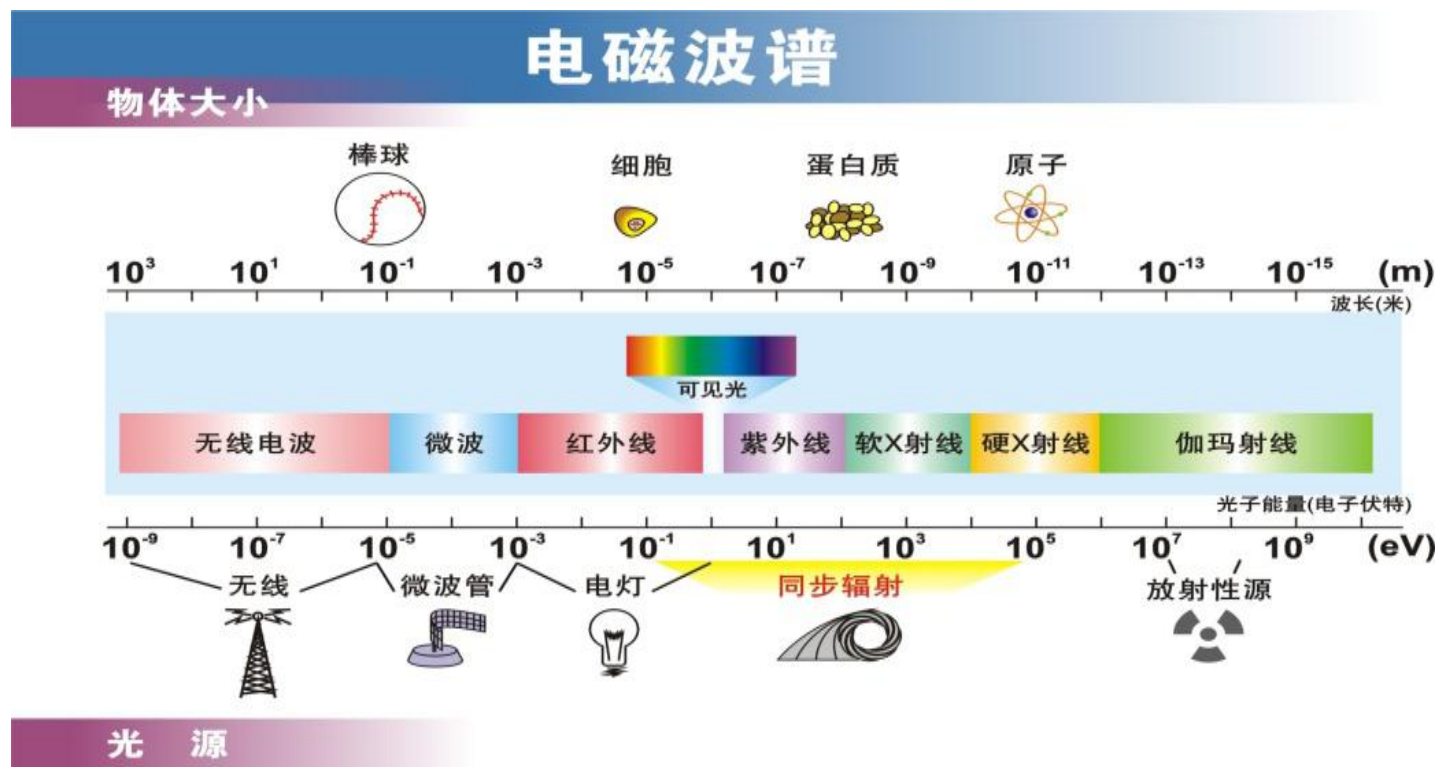 电磁波谱
物体大小
棒球 细胞 蛋白质 原子
10³ 10¹ 10⁻¹ 10⁻³ 10⁻⁵ 10⁻⁷ 10⁻⁹ 10⁻¹¹ 10⁻¹³ 10⁻¹⁵ (m)
波长(米)
可见光
无线电波 微波 红外线 紫外线 软X射线 硬X射线 伽玛射线
光子能量(电子伏特)
10⁻⁹ 10⁻⁷ 10⁻⁵ 10⁻³ 10⁻¹ 10¹ 10³ 10⁵ 10⁷ 10⁹ (eV)
无线 微波管 电灯 同步辐射 放射性源
光 源